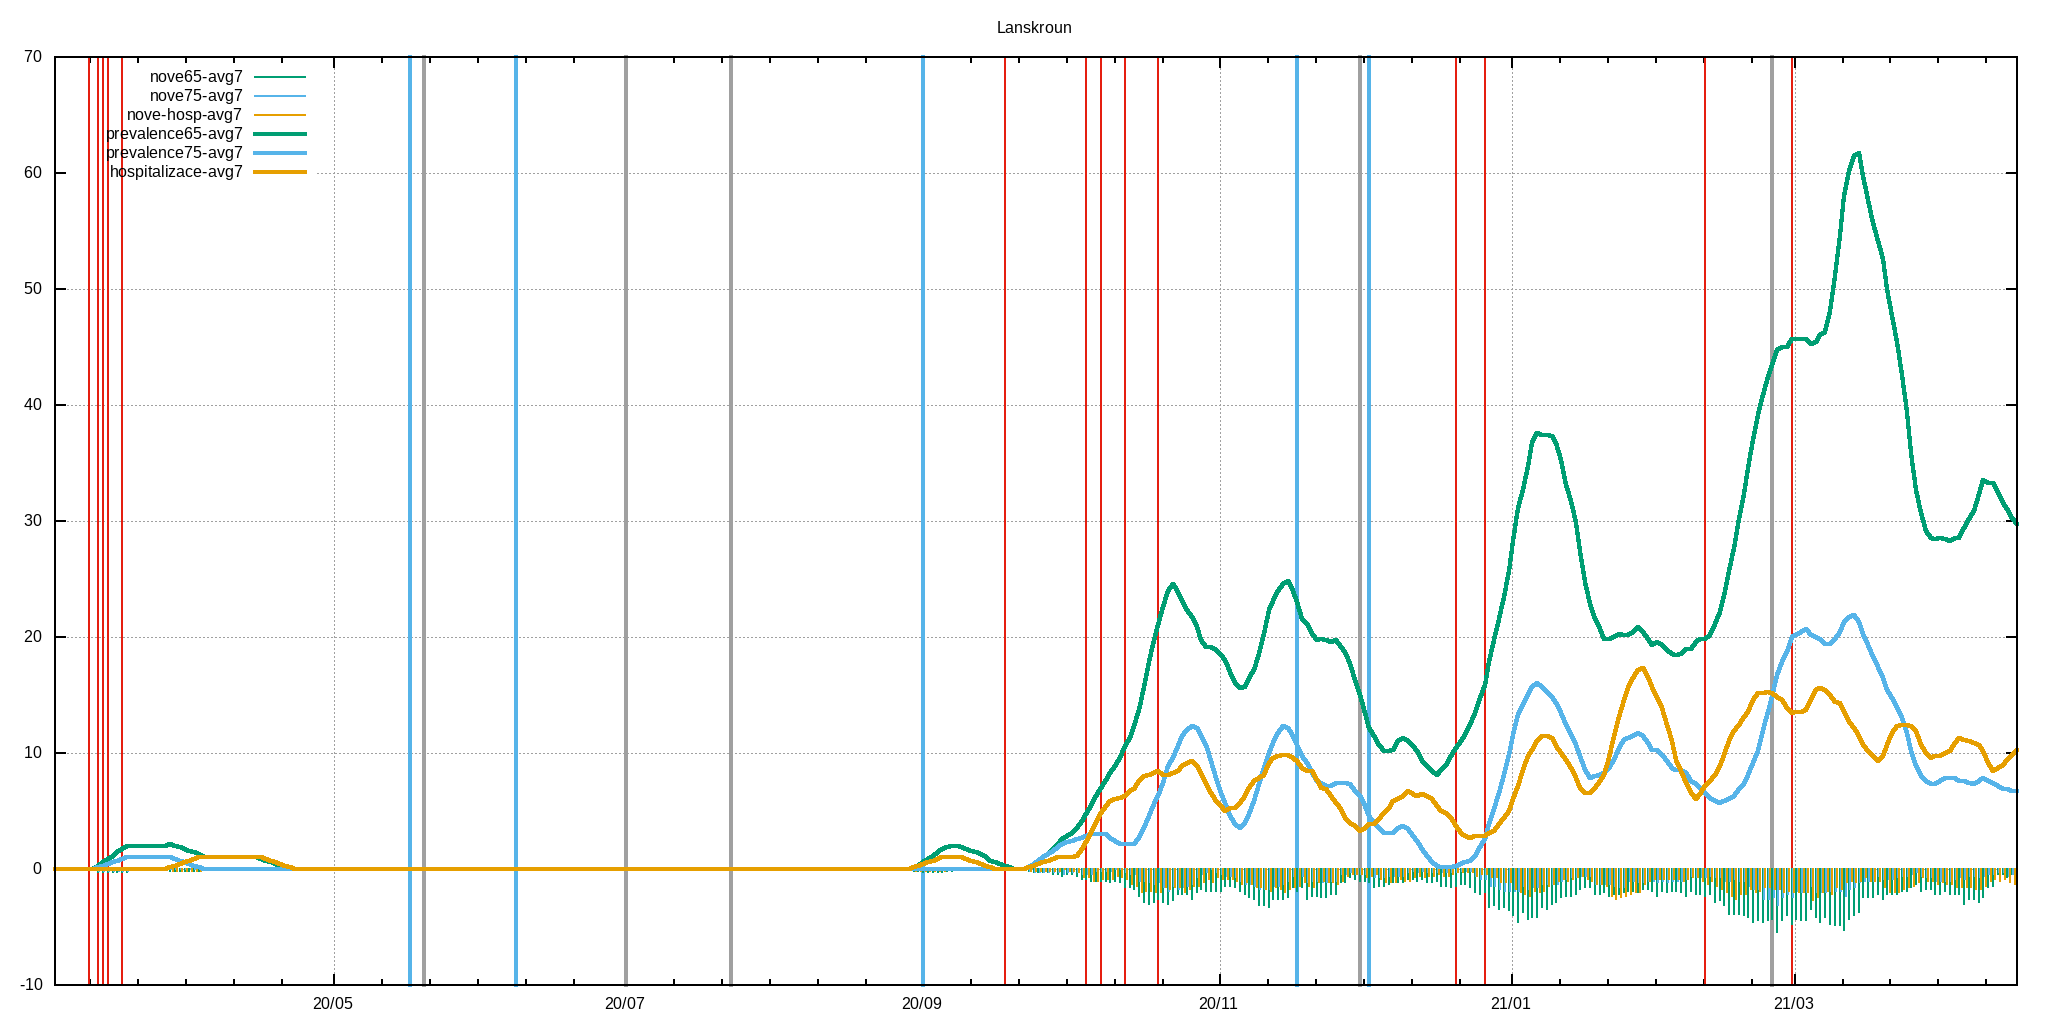 Lanskroun
70
60
50
40
30
20
10
0
-10
nove65-avg7
nove75-avg7
nove-hosp-avg7
prevalence65-avg7
prevalence75-avg7
hospitalizace-avg7
20/05 20/07 20/09 20/11 21/01 21/03